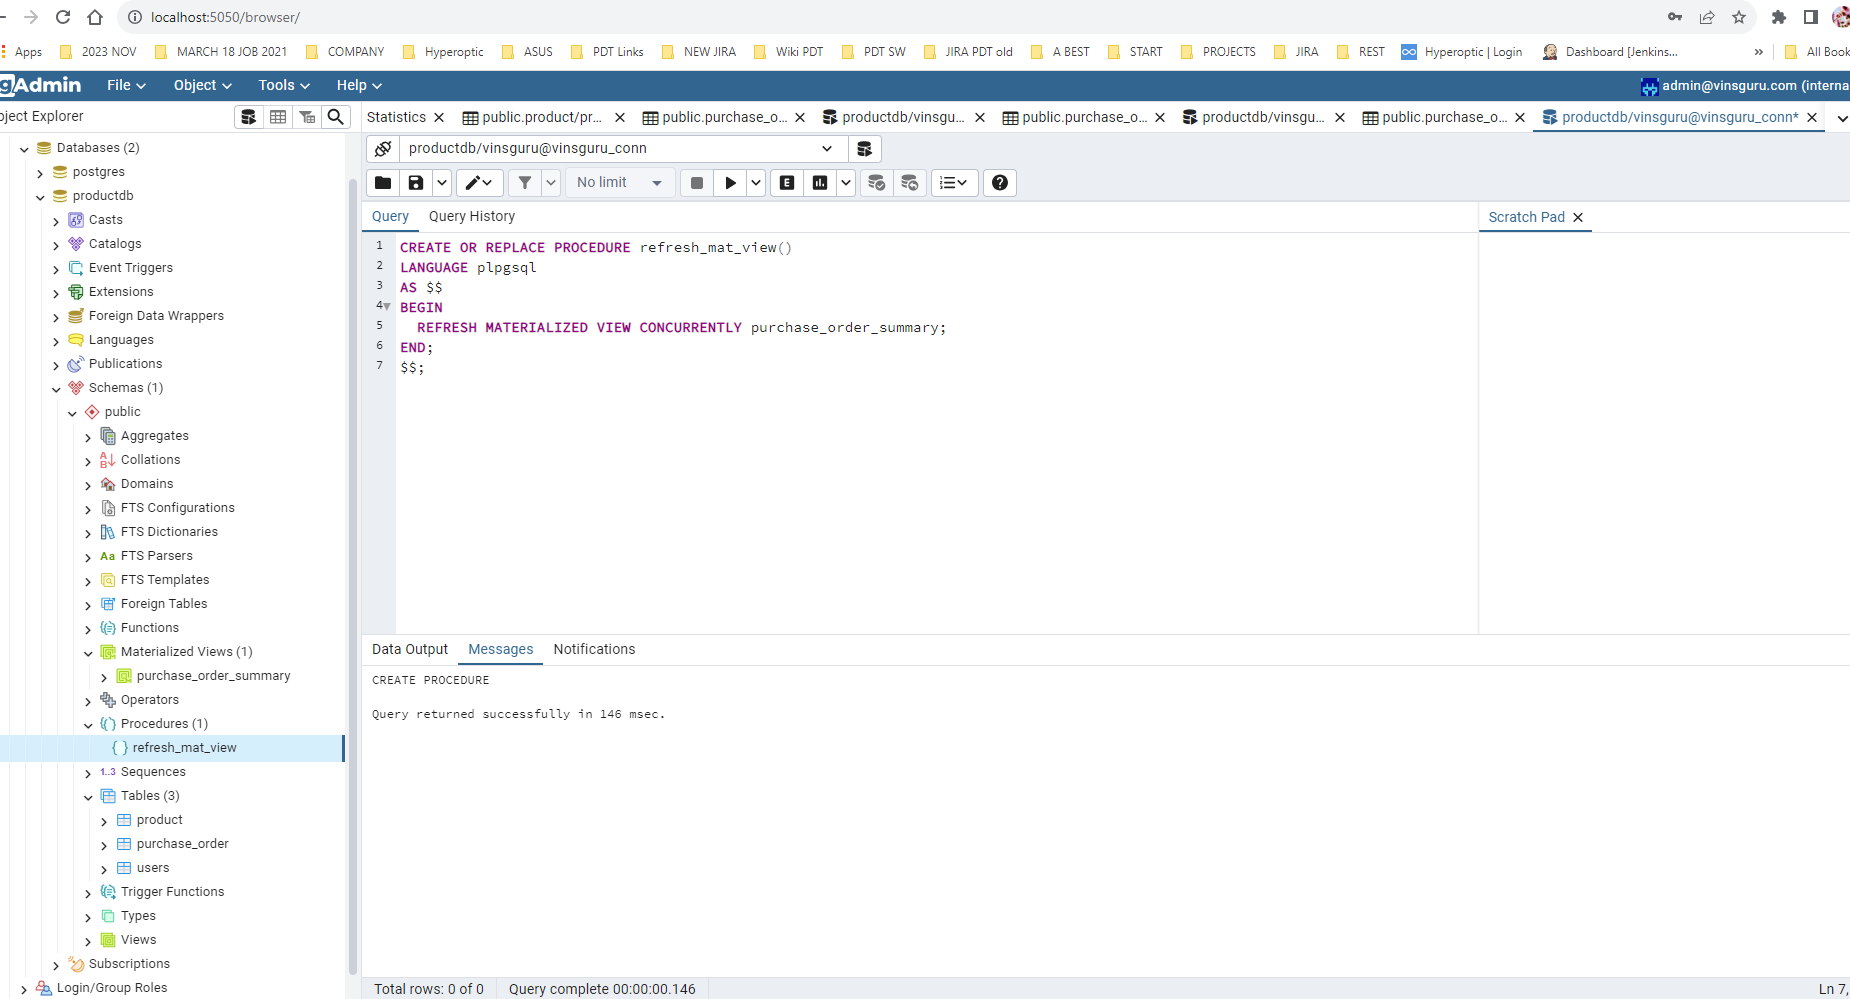 localhost:5050/browser/
Apps 2023 NOV MARCH 18 JOB 2021 COMPANY Hyperoptic ASUS PDT Links NEW JIRA Wiki PDT PDT SW JIRA PDT old A BEST START PROJECTS JIRA REST Hyperoptic | Login Dashboard [Jenkins... » All Book
gAdmin File Object Tools Help admin@vinsguru.com (interna
bject Explorer
Statistics public.product/pr... public.purchase_o... productdb/vinsgu... public.purchase_o... productdb/vinsgu... public.purchase_o... productdb/vinsguru@vinsguru_conn*
productdb/vinsguru@vinsguru_conn
No limit
E
Query Query History
Scratch Pad
1 CREATE OR REPLACE PROCEDURE refresh_mat_view()
2 LANGUAGE plpgsql
3 AS $$
4 BEGIN
5 REFRESH MATERIALIZED VIEW CONCURRENTLY purchase_order_summary;
6 END;
7 $$;
Databases (2)
postgres
productdb
Casts
Catalogs
Event Triggers
Extensions
Foreign Data Wrappers
Languages
Publications
Schemas (1)
public
Aggregates
Collations
Domains
FTS Configurations
FTS Dictionaries
Aa FTS Parsers
FTS Templates
Foreign Tables
Functions
Materialized Views (1)
purchase_order_summary
Operators
Procedures (1)
refresh_mat_view
1..3 Sequences
Tables (3)
product
purchase_order
users
Trigger Functions
Types
Views
Subscriptions
Login/Group Roles
Data Output Messages Notifications
CREATE PROCEDURE
Query returned successfully in 146 msec.
Total rows: 0 of 0 Query complete 00:00:00.146 Ln 7,